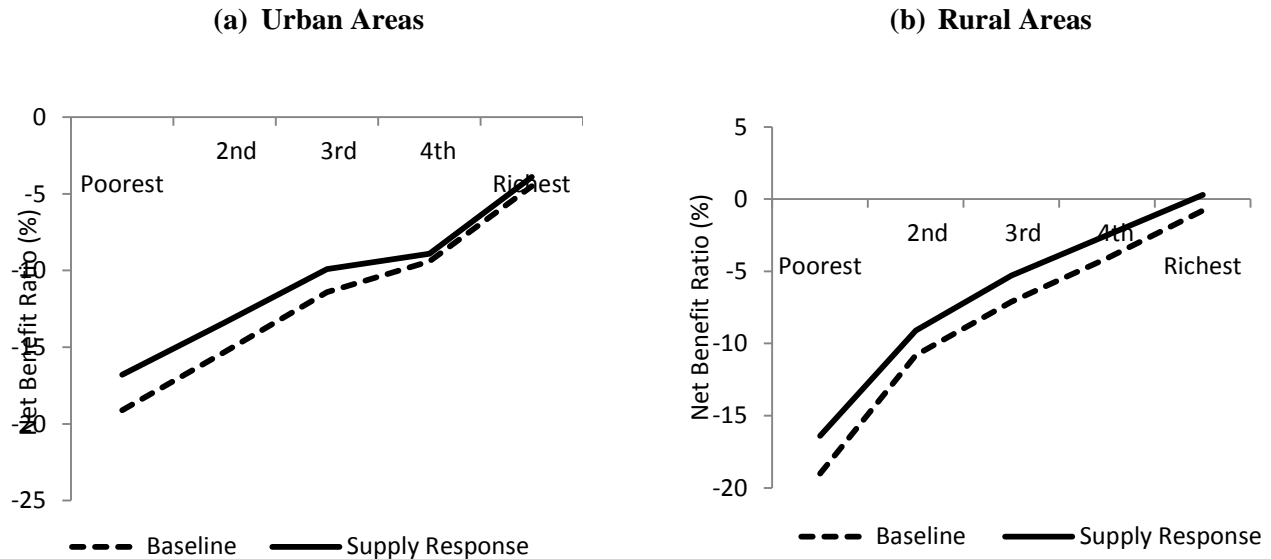 (a) Urban Areas
0
-5
-10
-15
-20
-25
Net Benefit Ratio (%)
Poorest
2nd
3rd
4th
Richest
Baseline
Supply Response
(b) Rural Areas
5
0
-5
-10
-15
-20
Net Benefit Ratio (%)
Poorest
2nd
3rd
4th
Richest
Baseline
Supply Response